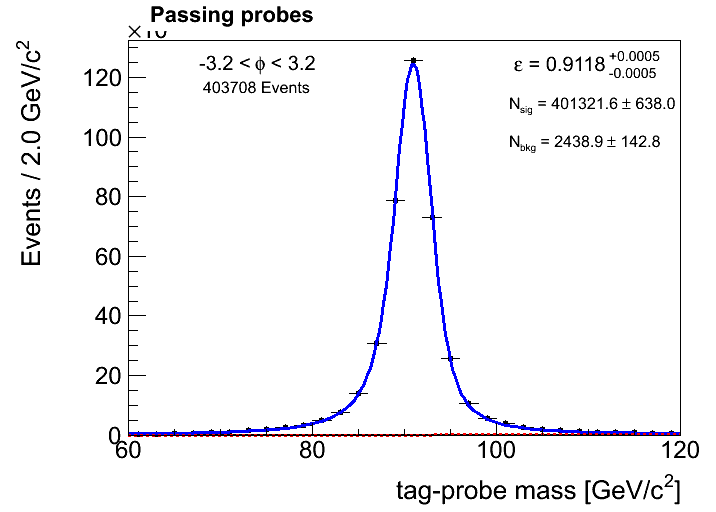 Passing probes
×10
-3.2 < ϕ < 3.2
403708 Events
ε = 0.9118 +0.0005 -0.0005
Nsig = 401321.6 ± 638.0
Nbkg = 2438.9 ± 142.8
Events / 2.0 GeV/c²
120
100
80
60
40
20
0
60 80 100 120
tag-probe mass [GeV/c²]